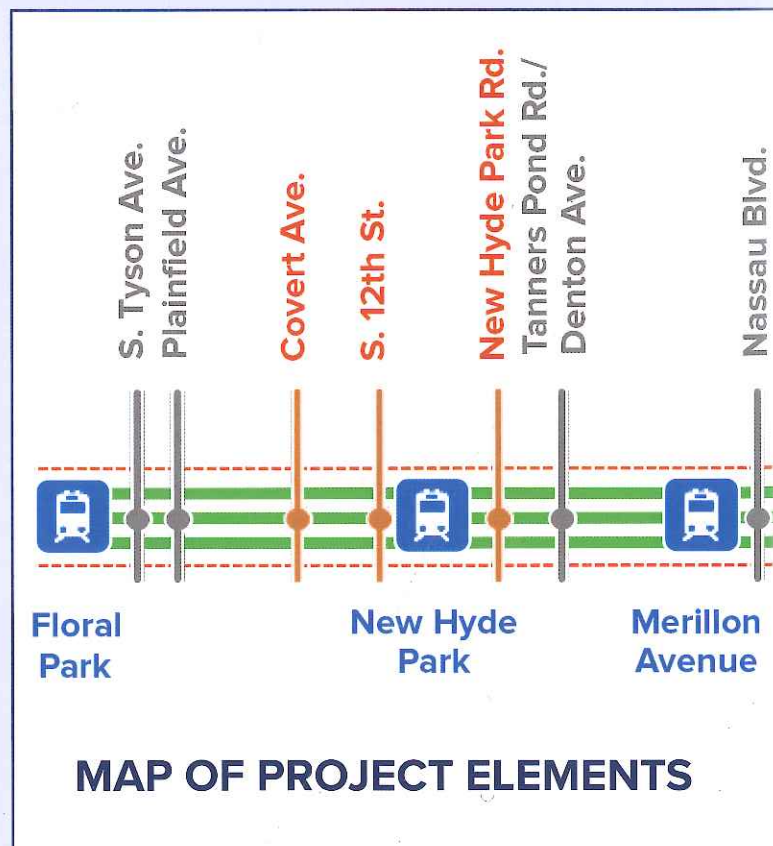 S. Tyson Ave.
Plainfield Ave.
Covert Ave.
S. 12th St.
New Hyde Park Rd.
Tanners Pond Rd./
Denton Ave.
Nassau Blvd.
Floral
Park
New Hyde
Park
Merillon
Avenue
MAP OF PROJECT ELEMENTS